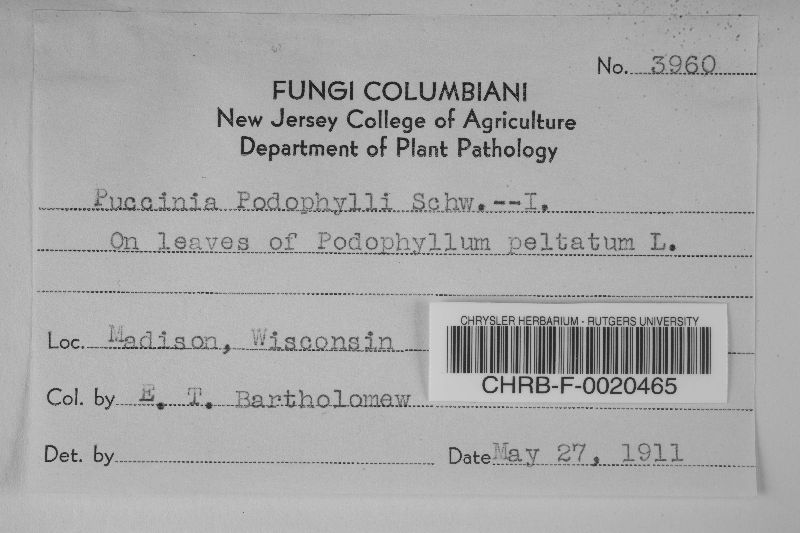 No. 3960
FUNGI COLUMBIANI
New Jersey College of Agriculture
Department of Plant Pathology
Puccinia Podophylli Schw.--I.
On leaves of Podophyllum peltatum L.
Loc. Madison, Wisconsin
CHRYSLER HERBARIUM - RUTGERS UNIVERSITY
CHRB-F-0020465
Col. by E. T. Bartholomew
Det. by
Date May 27, 1911